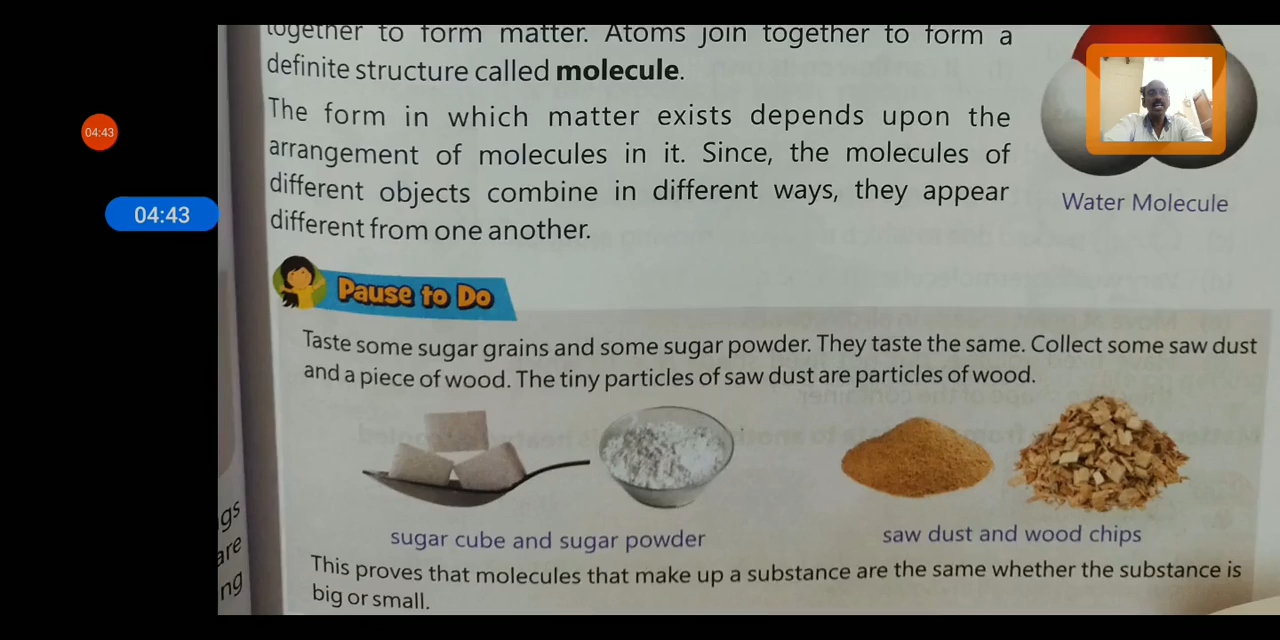 together to form matter. Atoms join together to form a
definite structure called molecule.
The form in which matter exists depends upon the
arrangement of molecules in it. Since, the molecules of
different objects combine in different ways, they appear
different from one another.
Water Molecule
04:43
04:43
Pause to Do
Taste some sugar grains and some sugar powder. They taste the same. Collect some saw dust
and a piece of wood. The tiny particles of saw dust are particles of wood.
sugar cube and sugar powder
saw dust and wood chips
This proves that molecules that make up a substance are the same whether the substance is
big or small.
gs
are
ng